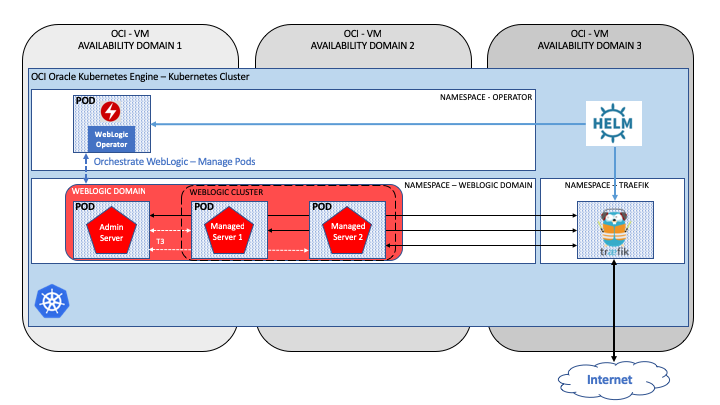 OCI - VM
AVAILABILITY DOMAIN 1
OCI - VM
AVAILABILITY DOMAIN 2
OCI - VM
AVAILABILITY DOMAIN 3
OCI Oracle Kubernetes Engine – Kubernetes Cluster
NAMESPACE - OPERATOR
POD
WebLogic
Operator
HELM
Orchestrate WebLogic – Manage Pods
NAMESPACE – WEBLOGIC DOMAIN
NAMESPACE – TRAEFIK
WEBLOGIC DOMAIN
WEBLOGIC CLUSTER
POD
Admin
Server
POD
Managed
Server 1
POD
Managed
Server 2
T3
træfik
Internet